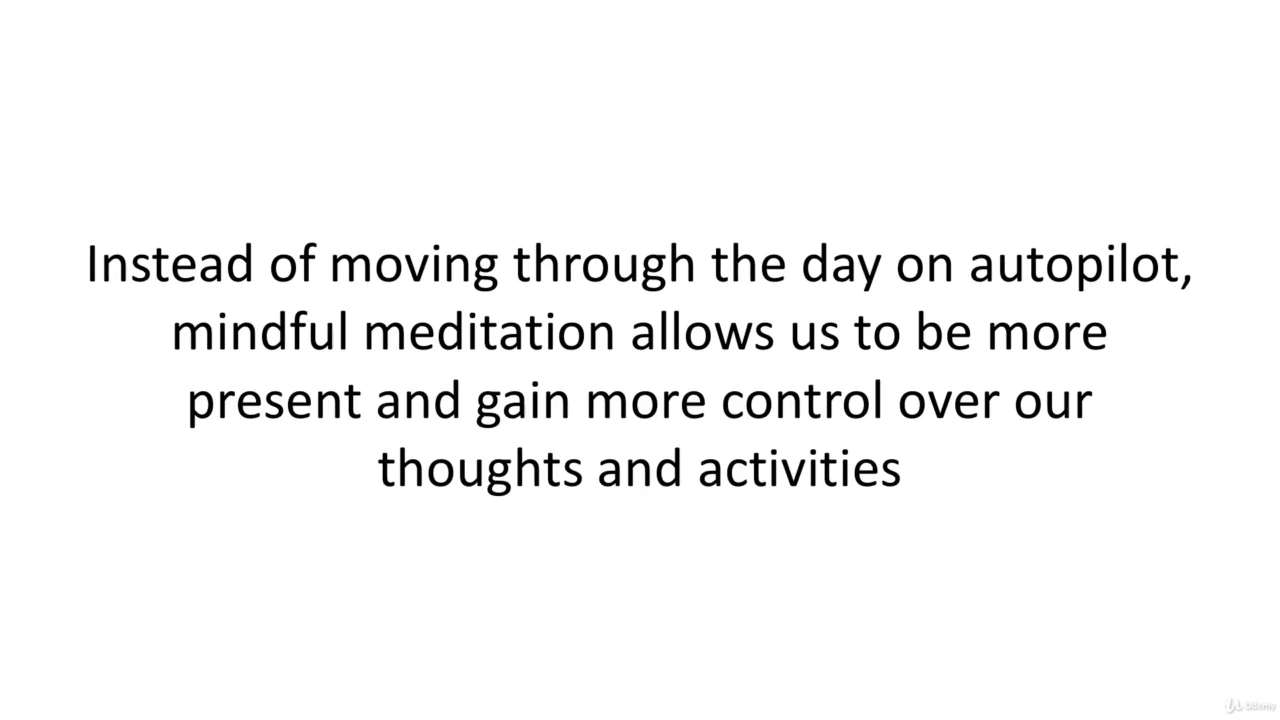 Instead of moving through the day on autopilot,
mindful meditation allows us to be more
present and gain more control over our
thoughts and activities
Udemy